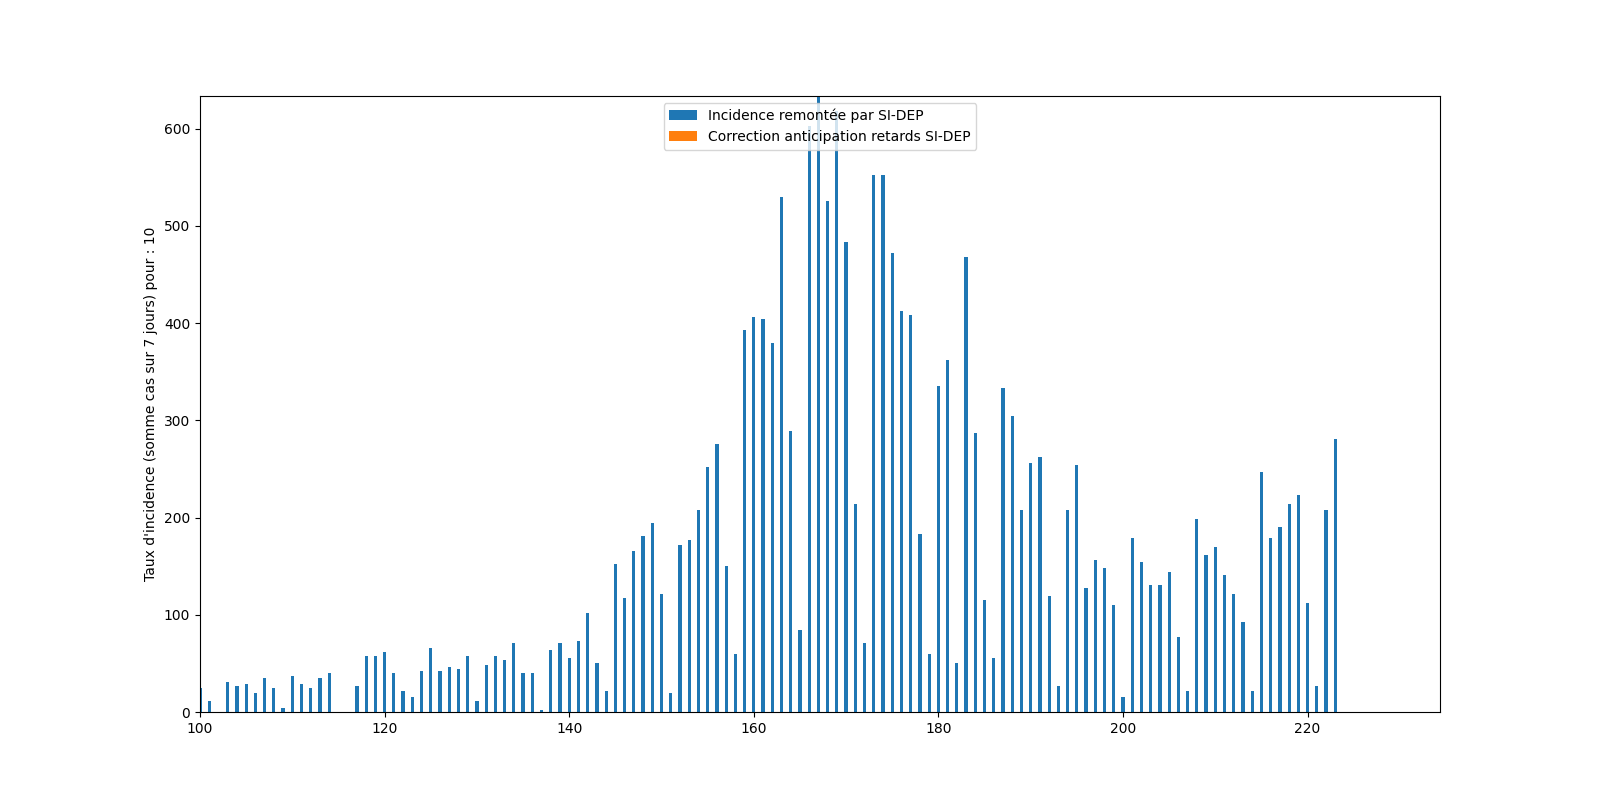 Incidence remontée par SI-DEP
Correction anticipation retards SI-DEP
Taux d'incidence (somme cas sur 7 jours) pour : 10
600
500
400
300
200
100
0
100 120 140 160 180 200 220